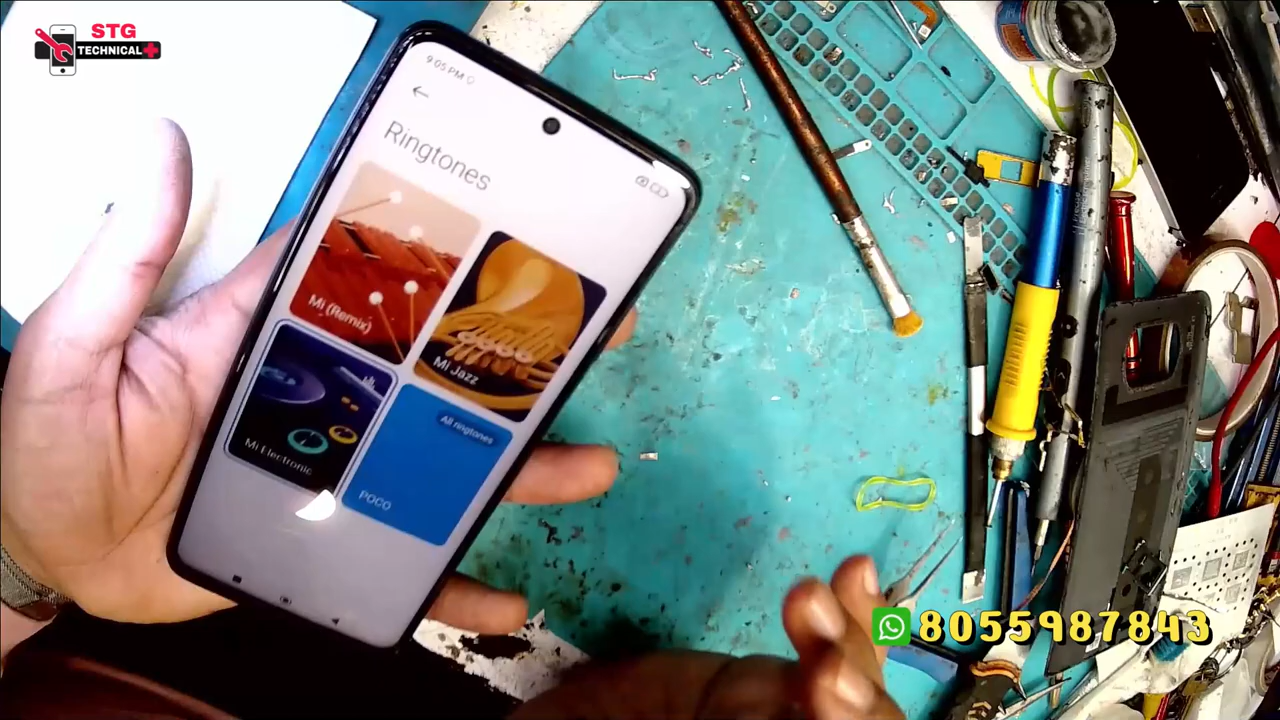 STG
TECHNICAL
9:05 PM
Ringtones
Mi (Remix)
Mi Jazz
Mi Electronic
All ringtones
POCO
8055987843